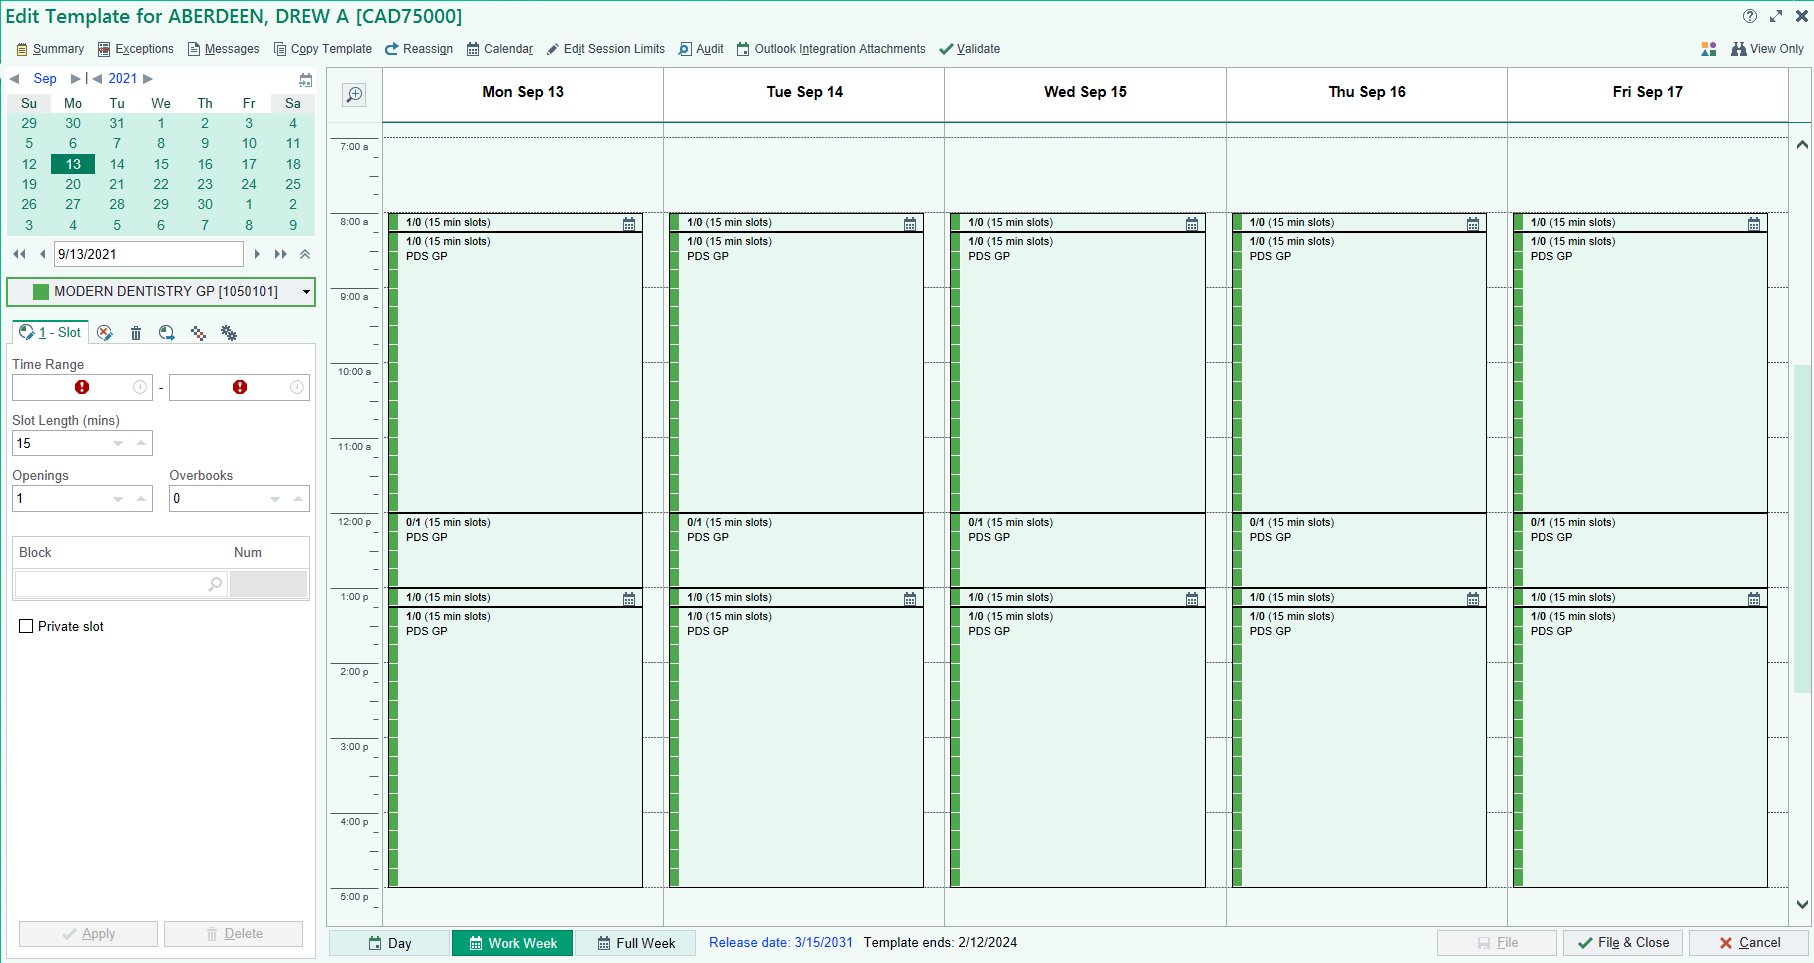 Edit Template for ABERDEEN, DREW A [CAD75000]
Summary Exceptions Messages Copy Template Reassign Calendar Edit Session Limits Audit Outlook Integration Attachments Validate View Only
Sep 2021
Su Mo Tu We Th Fr Sa
29 30 31 1 2 3 4
5 6 7 8 9 10 11
12 13 14 15 16 17 18
19 20 21 22 23 24 25
26 27 28 29 30 1 2
3 4 5 6 7 8 9
9/13/2021
MODERN DENTISTRY GP [1050101]
1 - Slot
Time Range
-
Slot Length (mins)
15
Openings Overbooks
1 0
Block Num
Private slot
Apply Delete
Mon Sep 13 Tue Sep 14 Wed Sep 15 Thu Sep 16 Fri Sep 17
7:00 a
8:00 a 1/0 (15 min slots) 1/0 (15 min slots) 1/0 (15 min slots) 1/0 (15 min slots) 1/0 (15 min slots)
1/0 (15 min slots) 1/0 (15 min slots) 1/0 (15 min slots) 1/0 (15 min slots) 1/0 (15 min slots)
PDS GP PDS GP PDS GP PDS GP PDS GP
9:00 a
10:00 a
11:00 a
12:00 p 0/1 (15 min slots) 0/1 (15 min slots) 0/1 (15 min slots) 0/1 (15 min slots) 0/1 (15 min slots)
PDS GP PDS GP PDS GP PDS GP PDS GP
1:00 p 1/0 (15 min slots) 1/0 (15 min slots) 1/0 (15 min slots) 1/0 (15 min slots) 1/0 (15 min slots)
1/0 (15 min slots) 1/0 (15 min slots) 1/0 (15 min slots) 1/0 (15 min slots) 1/0 (15 min slots)
PDS GP PDS GP PDS GP PDS GP PDS GP
2:00 p
3:00 p
4:00 p
5:00 p
Day Work Week Full Week Release date: 3/15/2031 Template ends: 2/12/2024 File File & Close Cancel